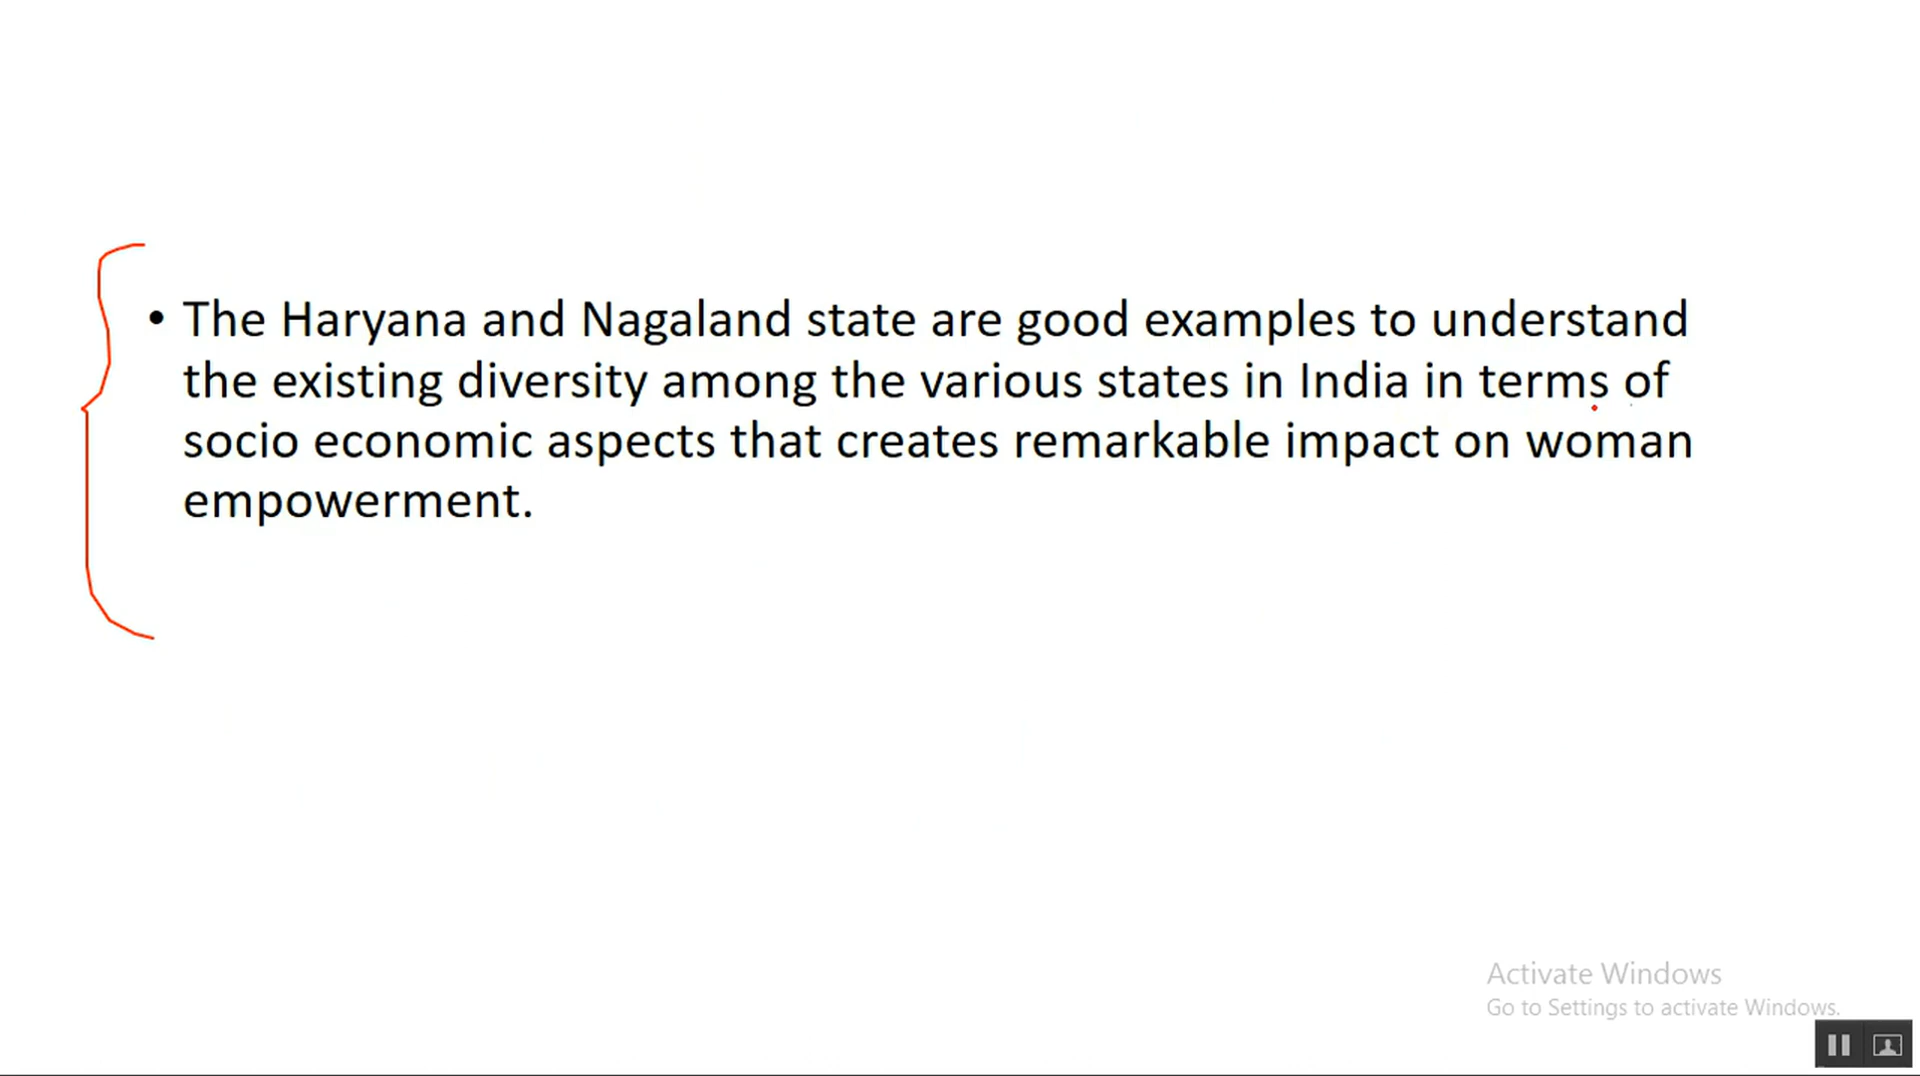 • The Haryana and Nagaland state are good examples to understand
the existing diversity among the various states in India in terms of
socio economic aspects that creates remarkable impact on woman
empowerment.
Activate Windows
Go to Settings to activate Windows.